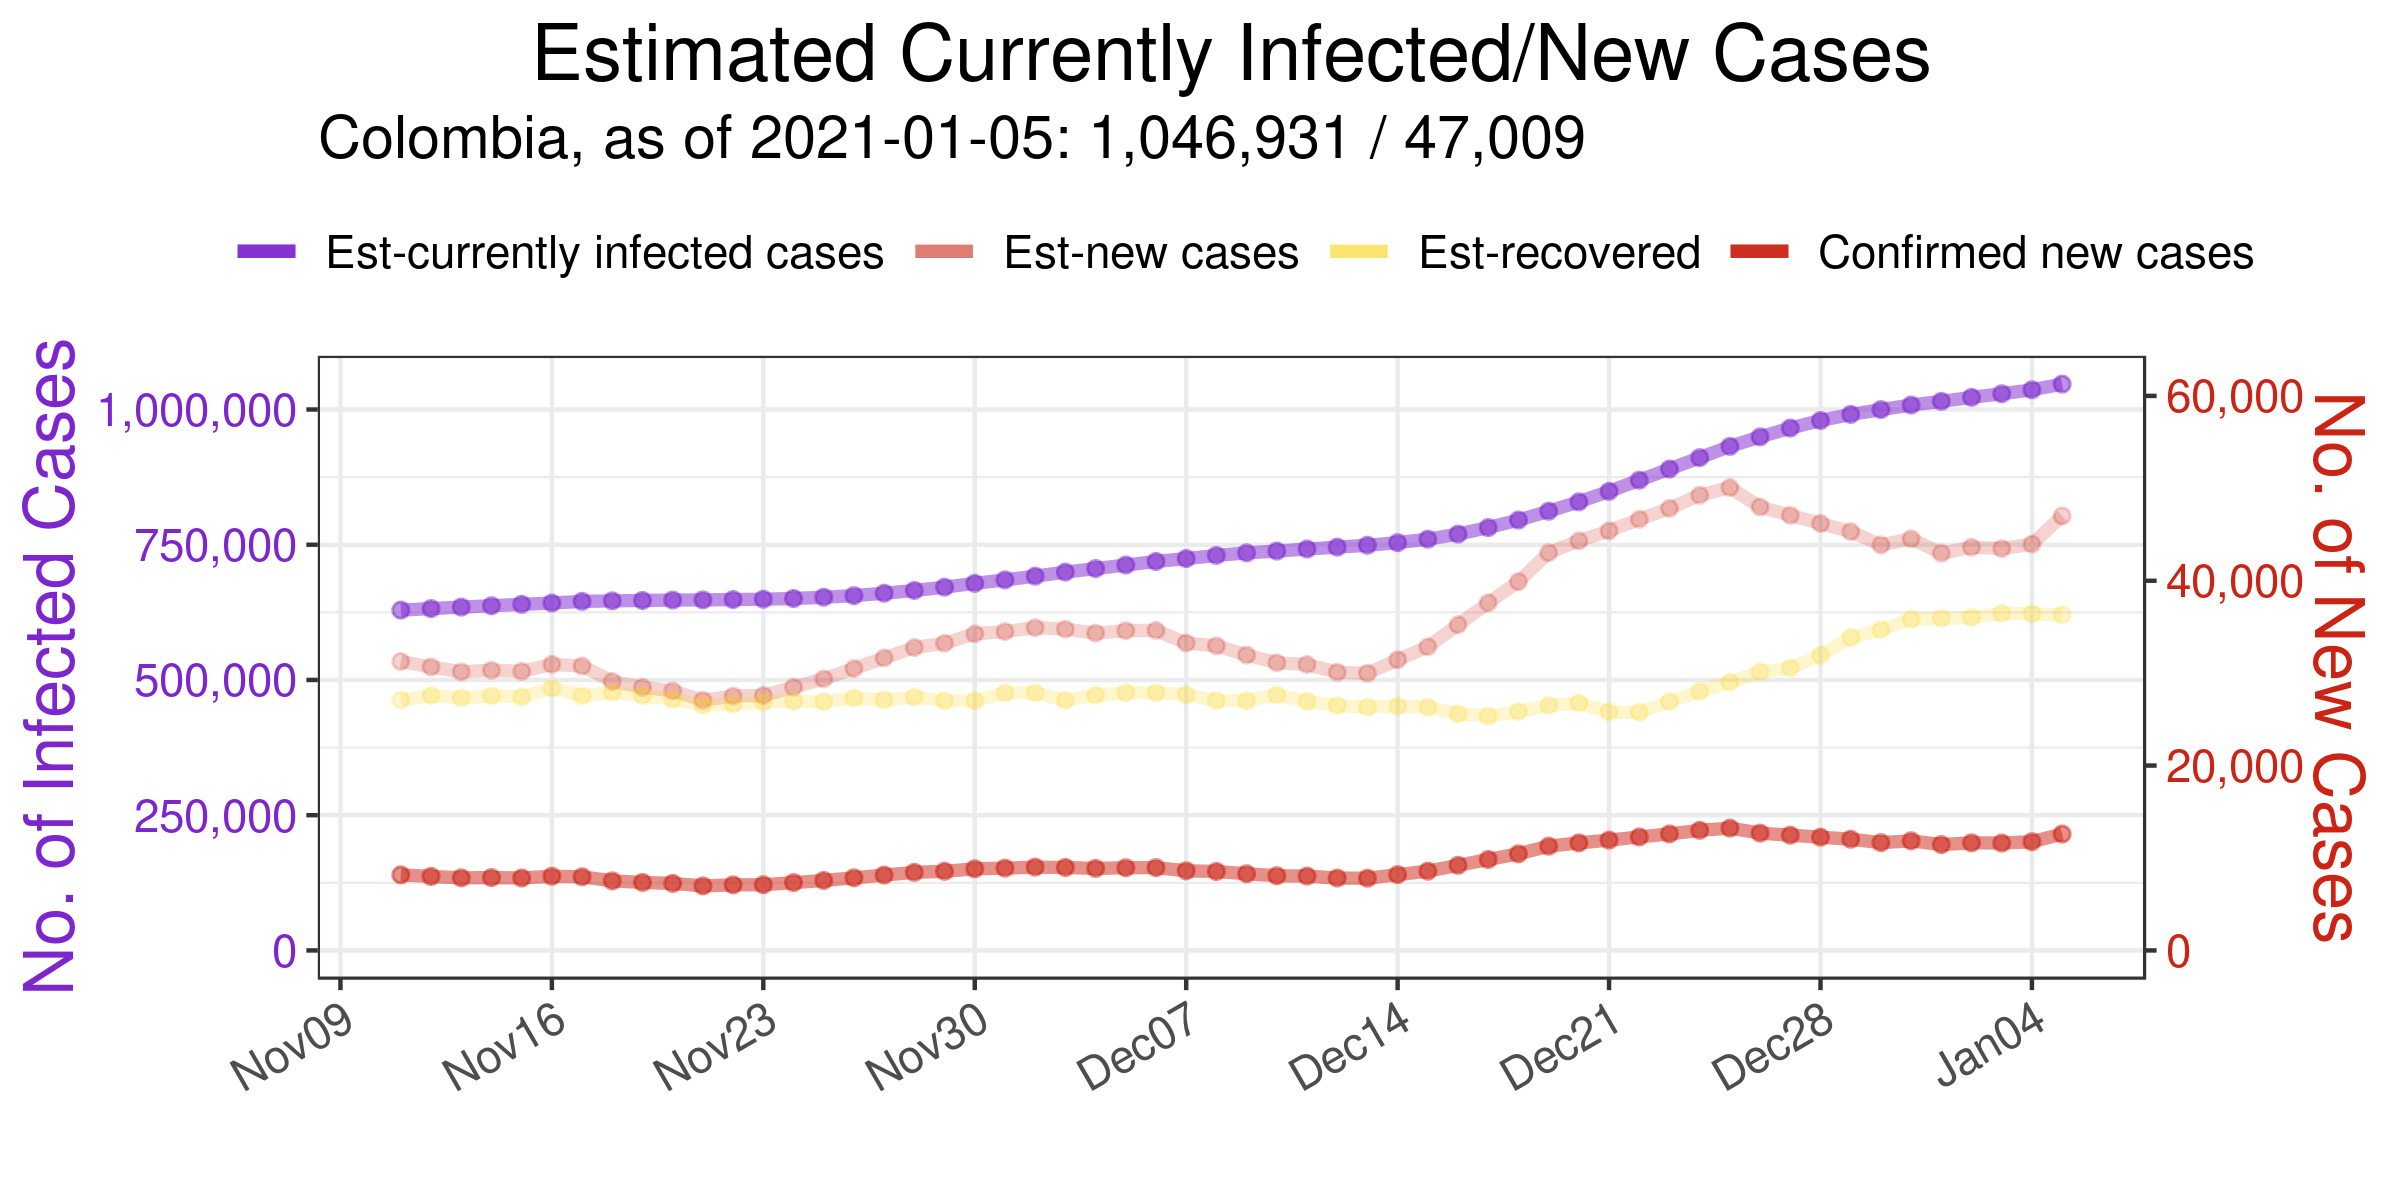 Estimated Currently Infected/New Cases
Colombia, as of 2021-01-05: 1,046,931 / 47,009
Est-currently infected cases Est-new cases Est-recovered Confirmed new cases
No. of Infected Cases
1,000,000
750,000
500,000
250,000
0
60,000
40,000
20,000
0
No. of New Cases
Nov09 Nov16 Nov23 Nov30 Dec07 Dec14 Dec21 Dec28 Jan04